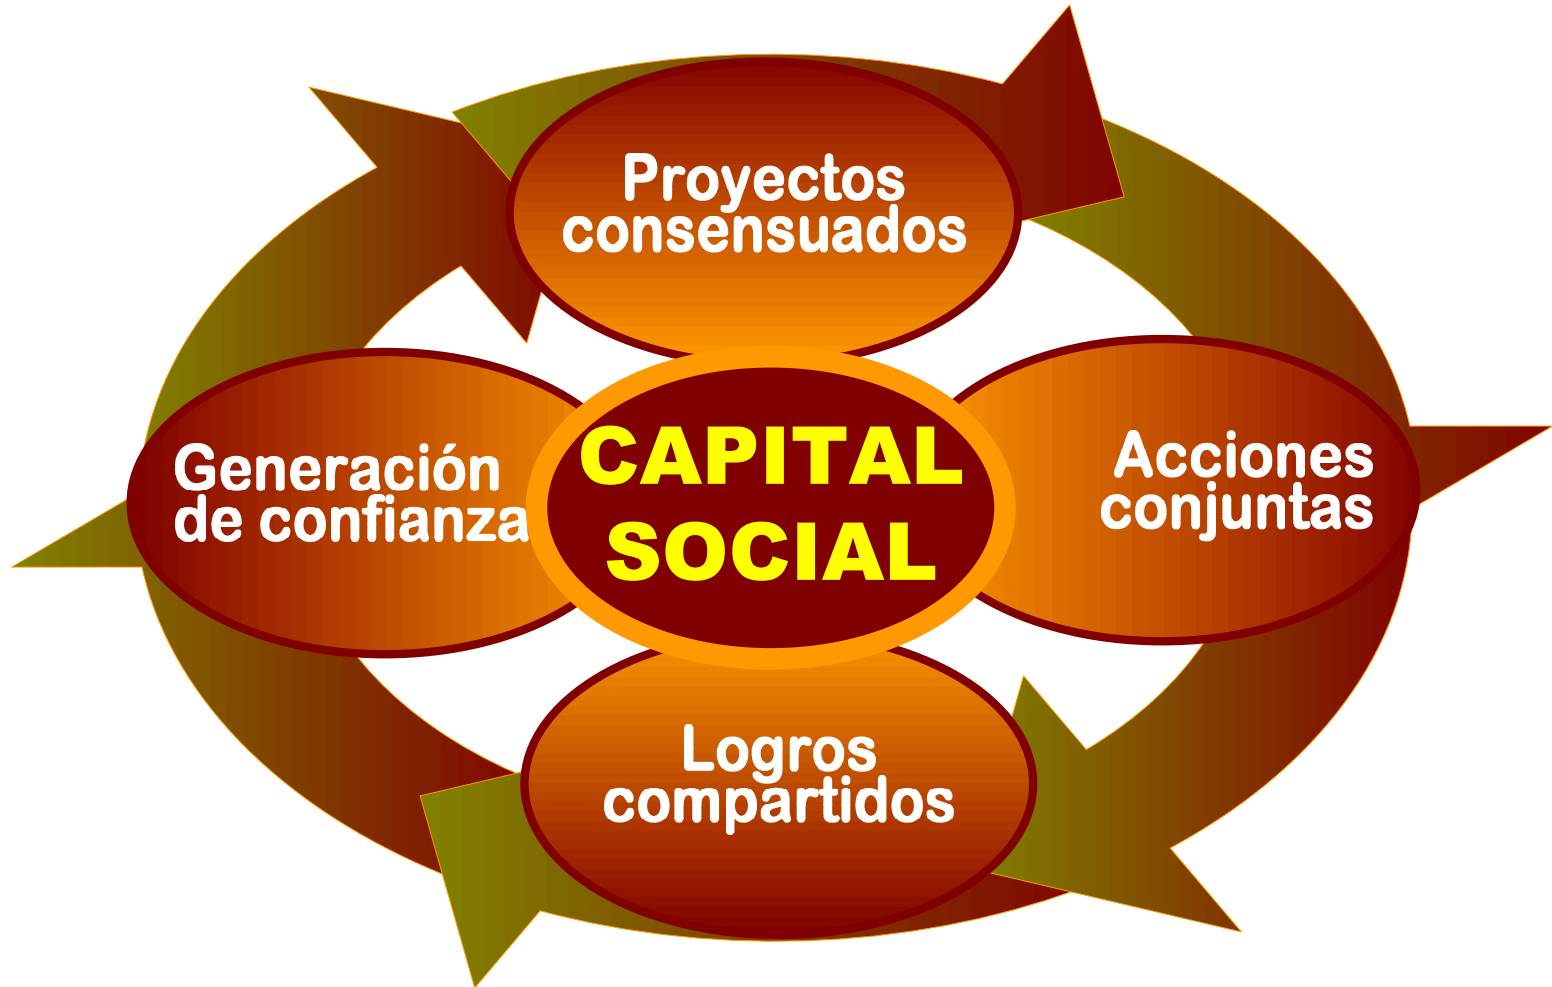 Proyectos
consensuados
Generación
de confianza
CAPITAL
SOCIAL
Acciones
conjuntas
Logros
compartidos